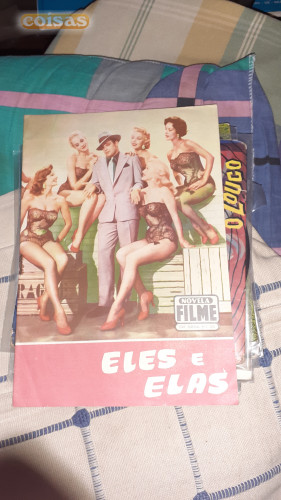 coisas
NOVELA
FILME
ELES E
ELAS
O LOUCO